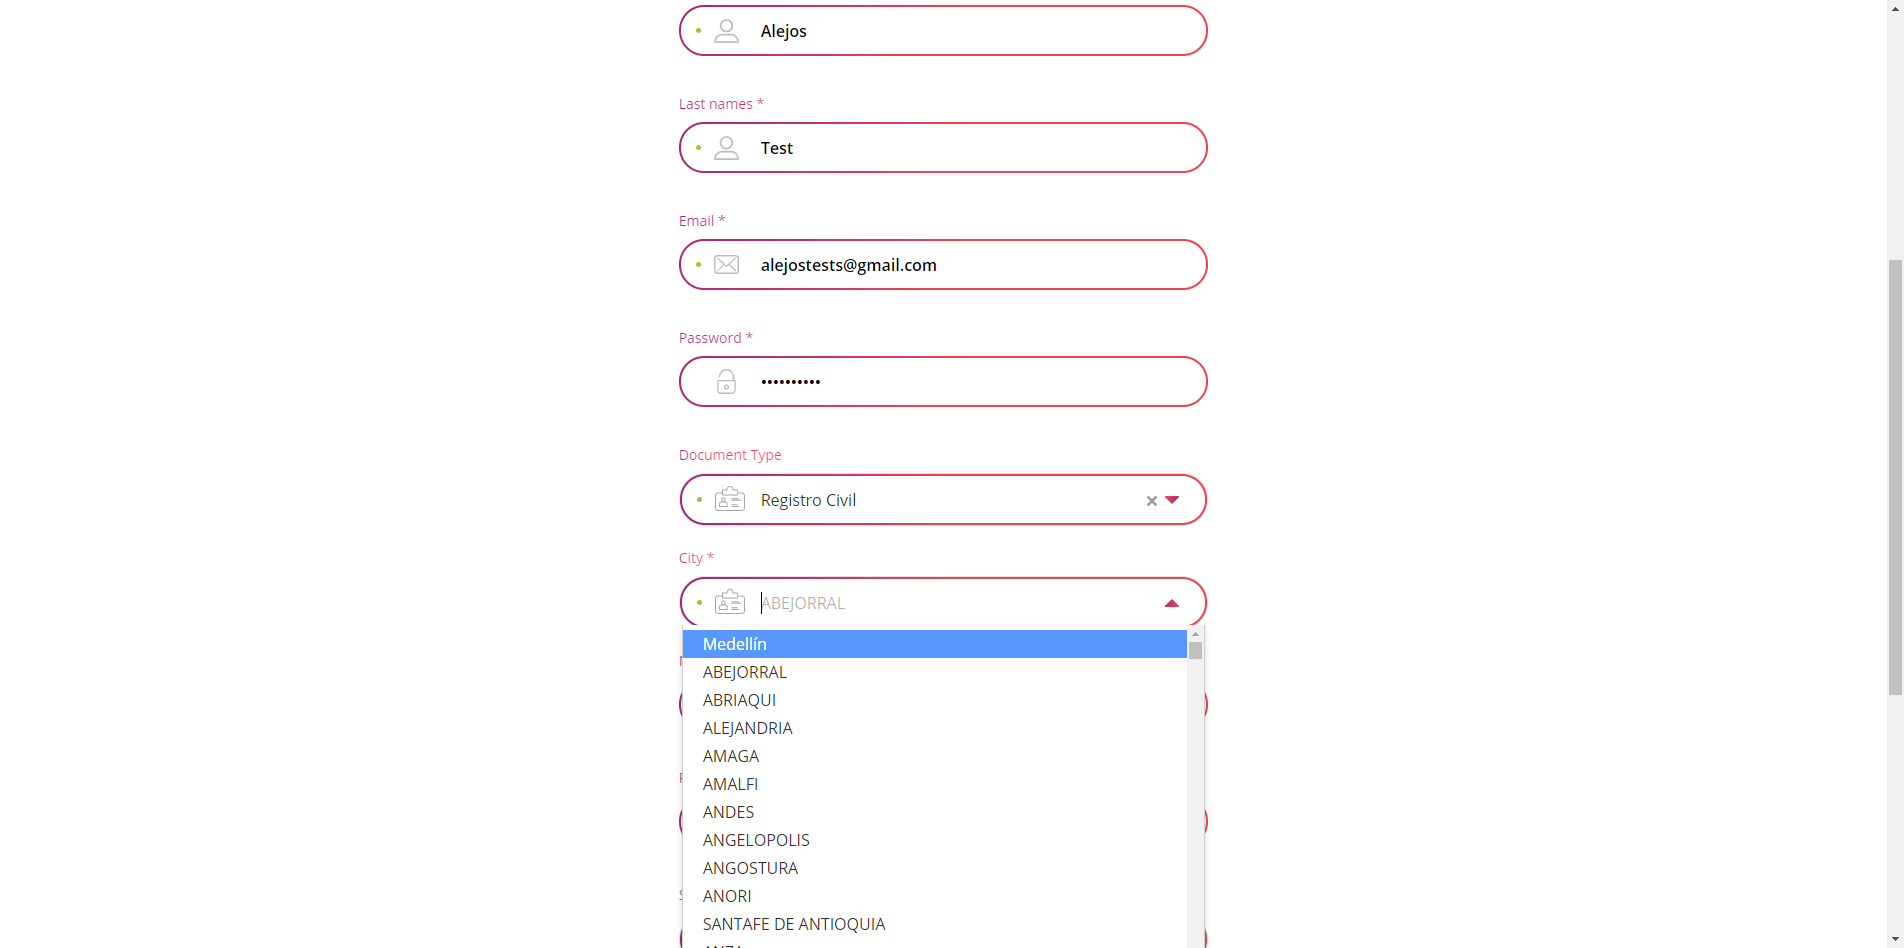 Alejos
Last names *
Test
Email *
alejostests@gmail.com
Password *
••••••••••
Document Type
Registro Civil
City *
ABEJORRAL
Medellín
ABEJORRAL
ABRIAQUI
ALEJANDRIA
AMAGA
AMALFI
ANDES
ANGELOPOLIS
ANGOSTURA
ANORI
SANTAFE DE ANTIOQUIA